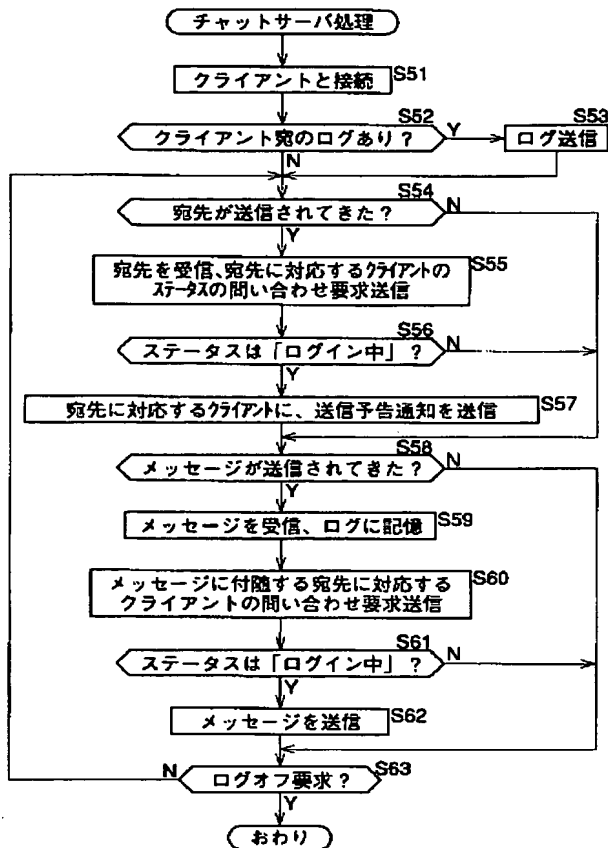 チャットサーバ処理
クライアントと接続 S51
S52
クライアント宛のログあり？ Y
N
S53
ログ送信
S54
宛先が送信されてきた？ N
Y
宛先を受信、宛先に対応するクライアントの
ステータスの問い合わせ要求送信
S55
S56
ステータスは「ログイン中」？ N
Y
宛先に対応するクライアントに、送信予告通知を送信 S57
S58
メッセージが送信されてきた？ N
Y
メッセージを受信、ログに記憶 S59
メッセージに付随する宛先に対応する
クライアントの問い合わせ要求送信
S60
S61
ステータスは「ログイン中」？ N
Y
メッセージを送信 S62
N ログオフ要求？ S63
Y
おわり